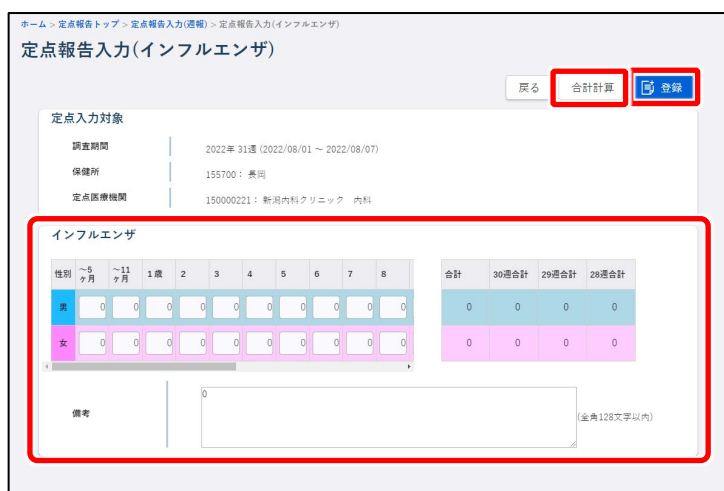 ホーム > 定点報告トップ > 定点報告入力(週報) > 定点報告入力(インフルエンザ)
定点報告入力(インフルエンザ)
戻る 合計計算 登録
定点入力対象
調査期間 2022年 31週 (2022/08/01 ～ 2022/08/07)
保健所 155700： 長岡
定点医療機関 150000221： 新潟内科クリニック 内科
インフルエンザ
性別 ～5ヶ月 ～11ヶ月 1歳 2 3 4 5 6 7 8 合計 30週合計 29週合計 28週合計
男 0 0 0 0 0 0 0 0 0 0 0 0 0 0
女 0 0 0 0 0 0 0 0 0 0 0 0 0 0
0
備考 (全角128文字以内)